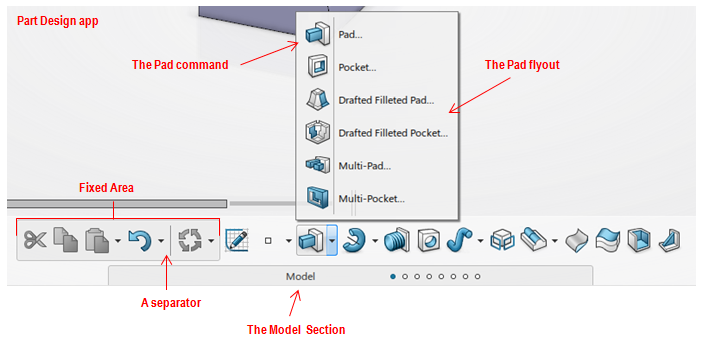 Part Design app
Pad...
The Pad command
The Pad flyout
Pocket...
Drafted Filleted Pad...
Drafted Filleted Pocket...
Multi-Pad...
Multi-Pocket...
Fixed Area
Model
A separator
The Model Section